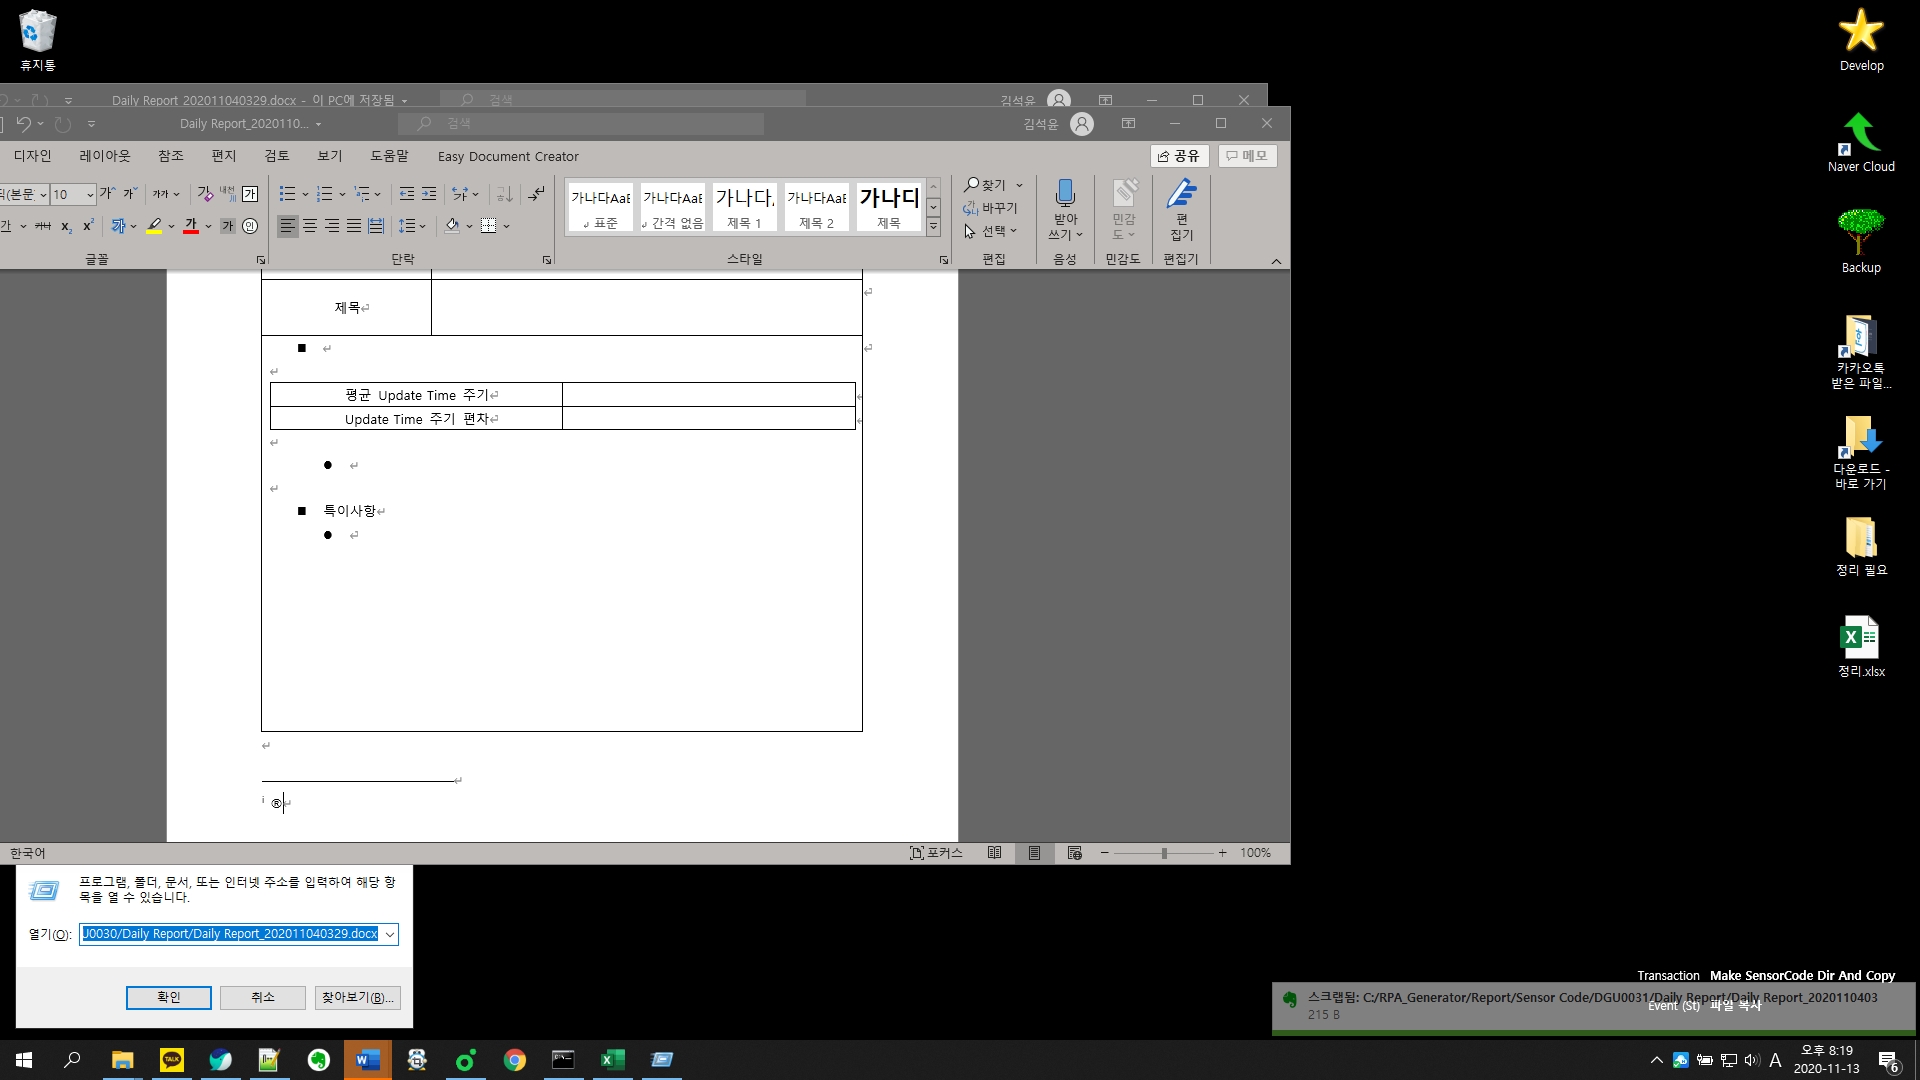 휴지통
Develop
Naver Cloud
Backup
카카오톡
받은 파일...
다운로드 -
바로 가기
정리 필요
정리.xlsx
Daily Report_202011040329.docx - 이 PC에 저장됨
검색
김석윤
Daily Report_2020110...
검색
김석윤
디자인 레이아웃 참조 편지 검토 보기 도움말 Easy Document Creator
공유 메모
10
글꼴
단락
가나다AaB 가나다AaB 가나다, 가나다AaB 가나다
표준 간격 없음 제목 1 제목 2 제목
스타일
찾기
바꾸기
선택
편집
받아
쓰기
음성
민감
도
민감도
편
집기
편집기
제목
평균 Update Time 주기
Update Time 주기 편차
특이사항
i ®
한국어
포커스
100%
프로그램, 폴더, 문서, 또는 인터넷 주소를 입력하여 해당 항
목을 열 수 있습니다.
열기(O): J0030/Daily Report/Daily Report_202011040329.docx
확인 취소 찾아보기(B)...
Transaction Make SensorCode Dir And Copy
스크랩됨: C:/RPA_Generator/Report/Sensor Code/DGU0031/Daily Report/Daily Report_2020110403
Event (St) 파일 복사
215 B
TALK
A
오후 8:19
2020-11-13
6